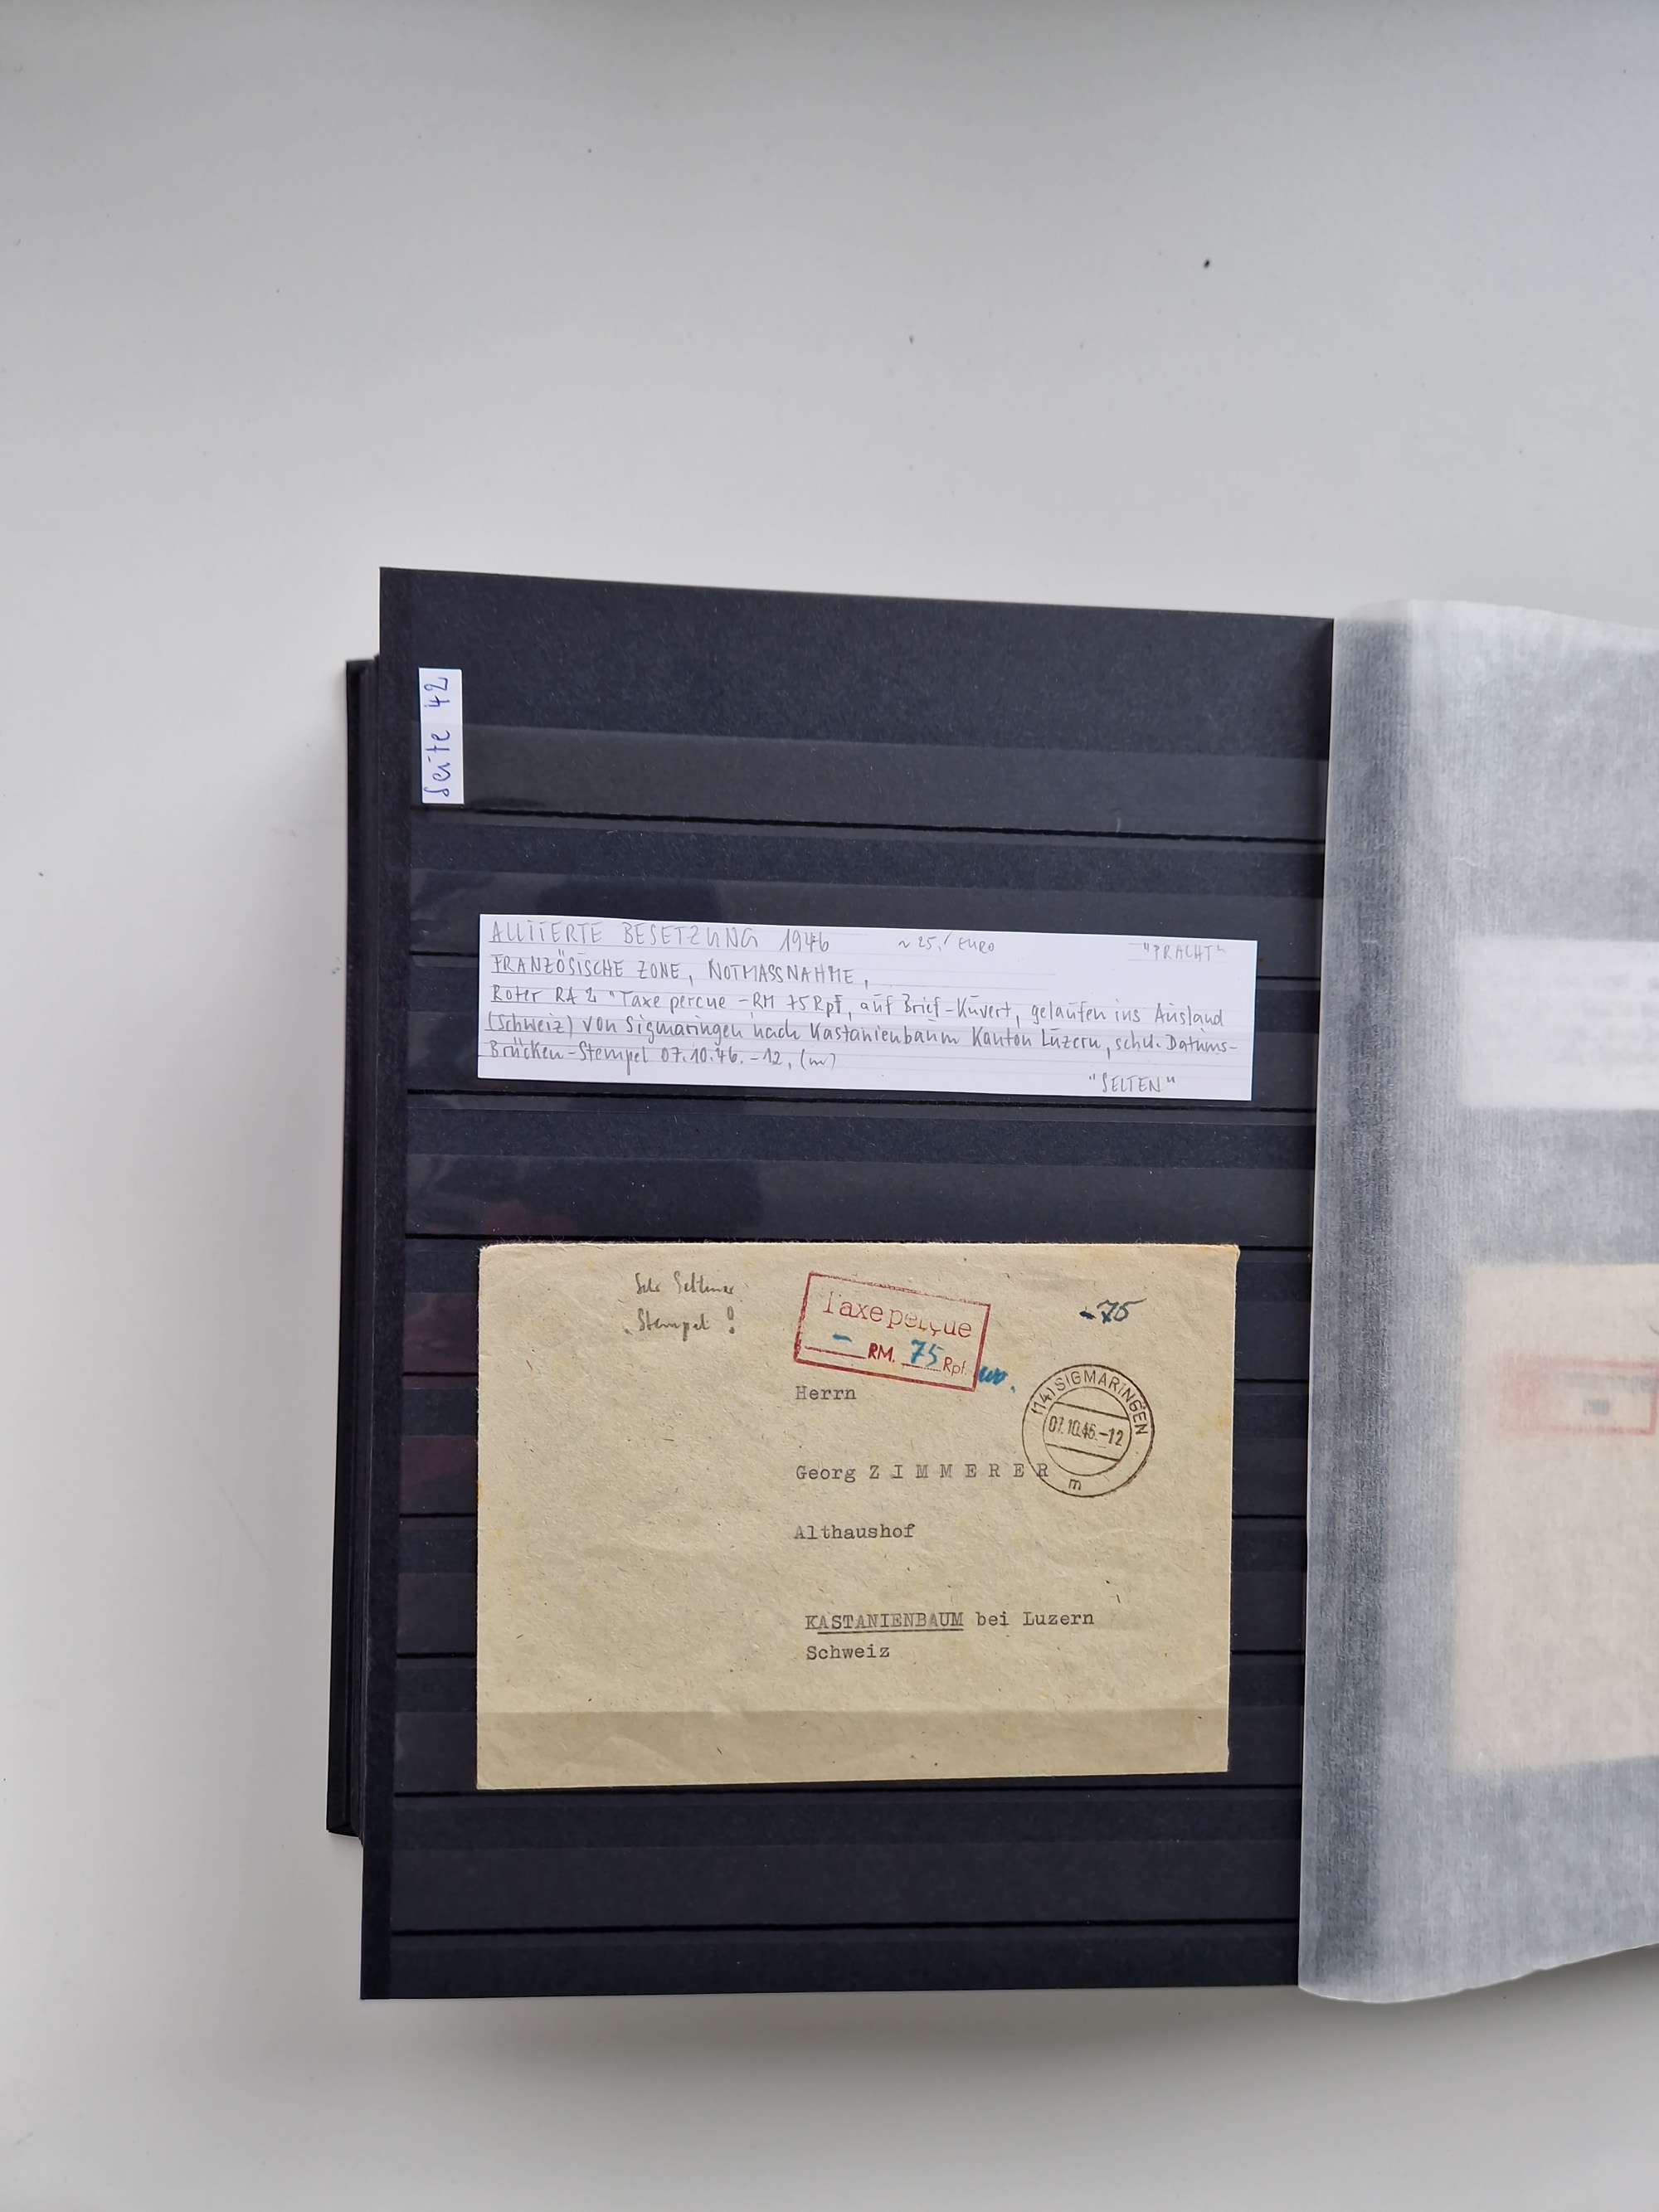 Seite 42
ALLIIERTE BESETZUNG 1946 ~ 25,- EURO "PRACHT"
FRANZÖSISCHE ZONE, NOTMASSNAHME,
Roter RA 2 "Taxe percue -RM 75 Rpf, auf Brief-Kuvert, gelaufen ins Ausland
(Schweiz) von Sigmaringen nach Kastanienbaum Kanton Luzern, schw. Datums-
Brücken-Stempel 07.10.46.-12, (m)
"SELTEN"
Sehr Seltener
Stempel !
Taxe perçue
- RM. 75 Rpf.
-75
(14) SIGMARINGEN
07.10.46.-12
m
Herrn
Georg ZIMMERER
Althaushof
KASTANIENBAUM bei Luzern
Schweiz